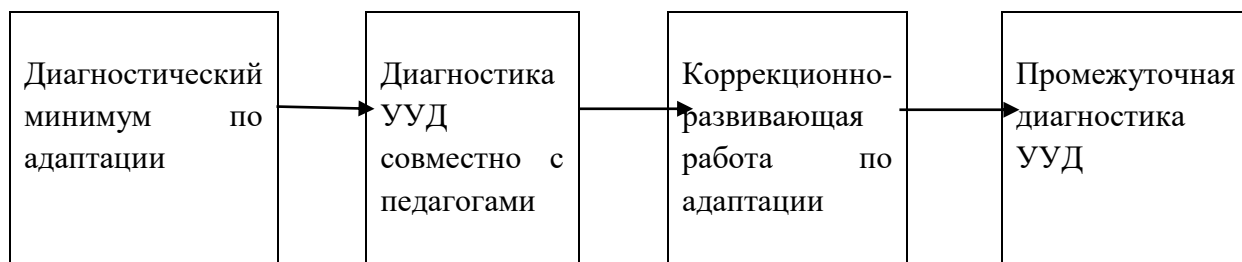 Диагностический
минимум по
адаптации
Диагностика
УУД
совместно с
педагогами
Коррекционно-
развивающая
работа по
адаптации
Промежуточная
диагностика
УУД